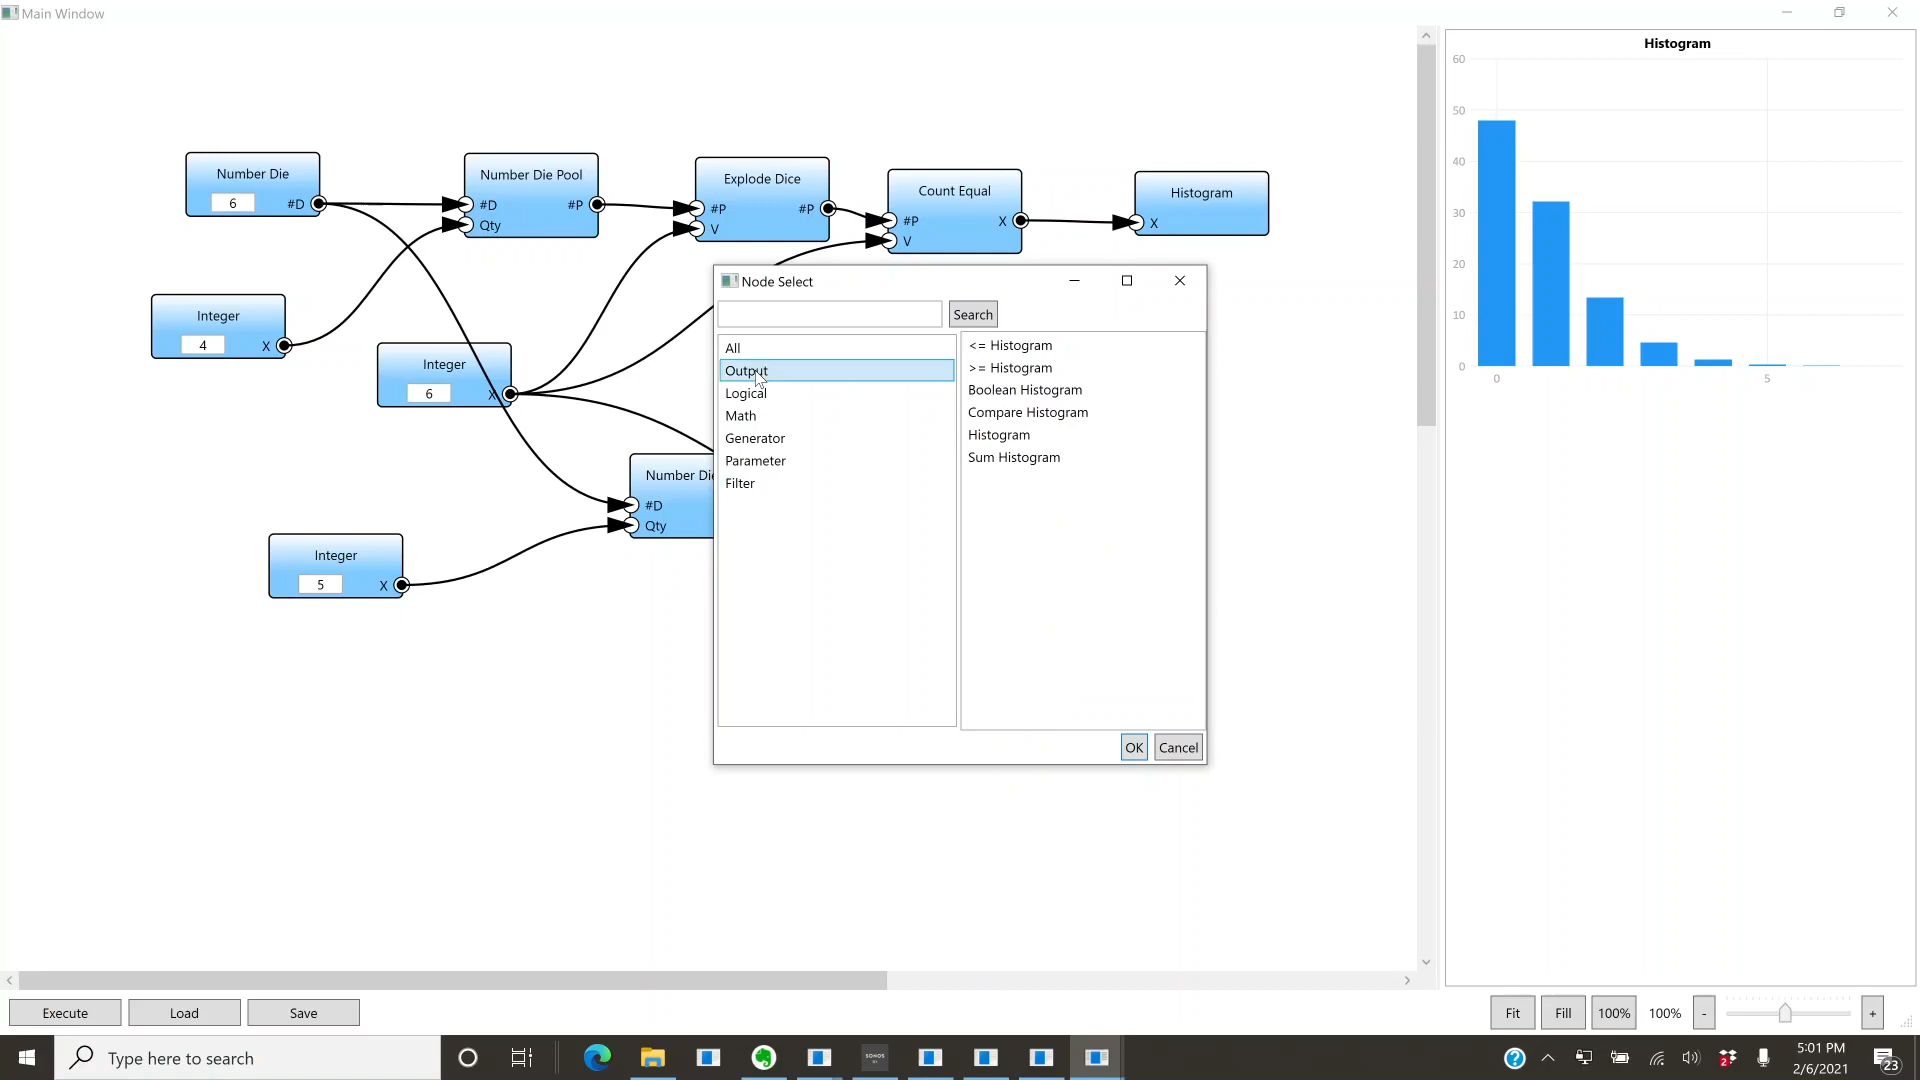 Main Window
Histogram
60
50
40
30
20
10
0
0
5
Number Die
6
#D
Number Die Pool
#D
#P
Qty
Explode Dice
#P
#P
V
Count Equal
#P
X
V
Histogram
X
Integer
4
X
Integer
6
X
Number Die
#D
Qty
Integer
5
X
Node Select
Search
All
Output
Logical
Math
Generator
Parameter
Filter
<= Histogram
>= Histogram
Boolean Histogram
Compare Histogram
Histogram
Sum Histogram
OK
Cancel
Execute
Load
Save
Fit
Fill
100%
100%
-
+
Type here to search
SONOS
5:01 PM
2/6/2021
23